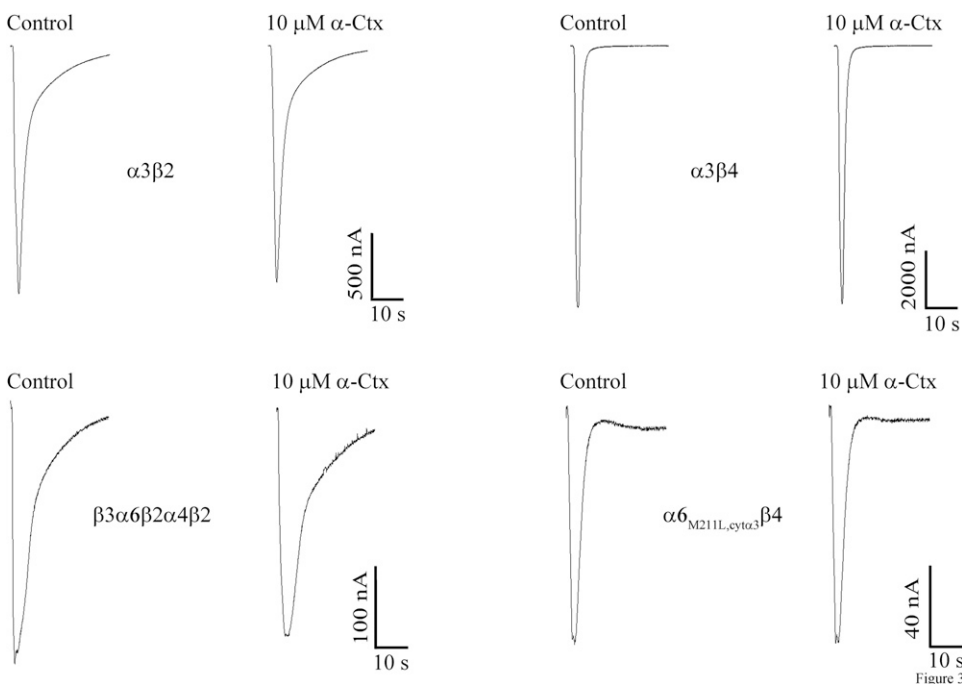 Control
10 μM α-Ctx
Control
10 μM α-Ctx
α3β2
α3β4
500 nA
10 s
2000 nA
10 s
Control
10 μM α-Ctx
Control
10 μM α-Ctx
β3α6β2α4β2
α6M211L,cytα3β4
100 nA
10 s
40 nA
10 s
Figure 3